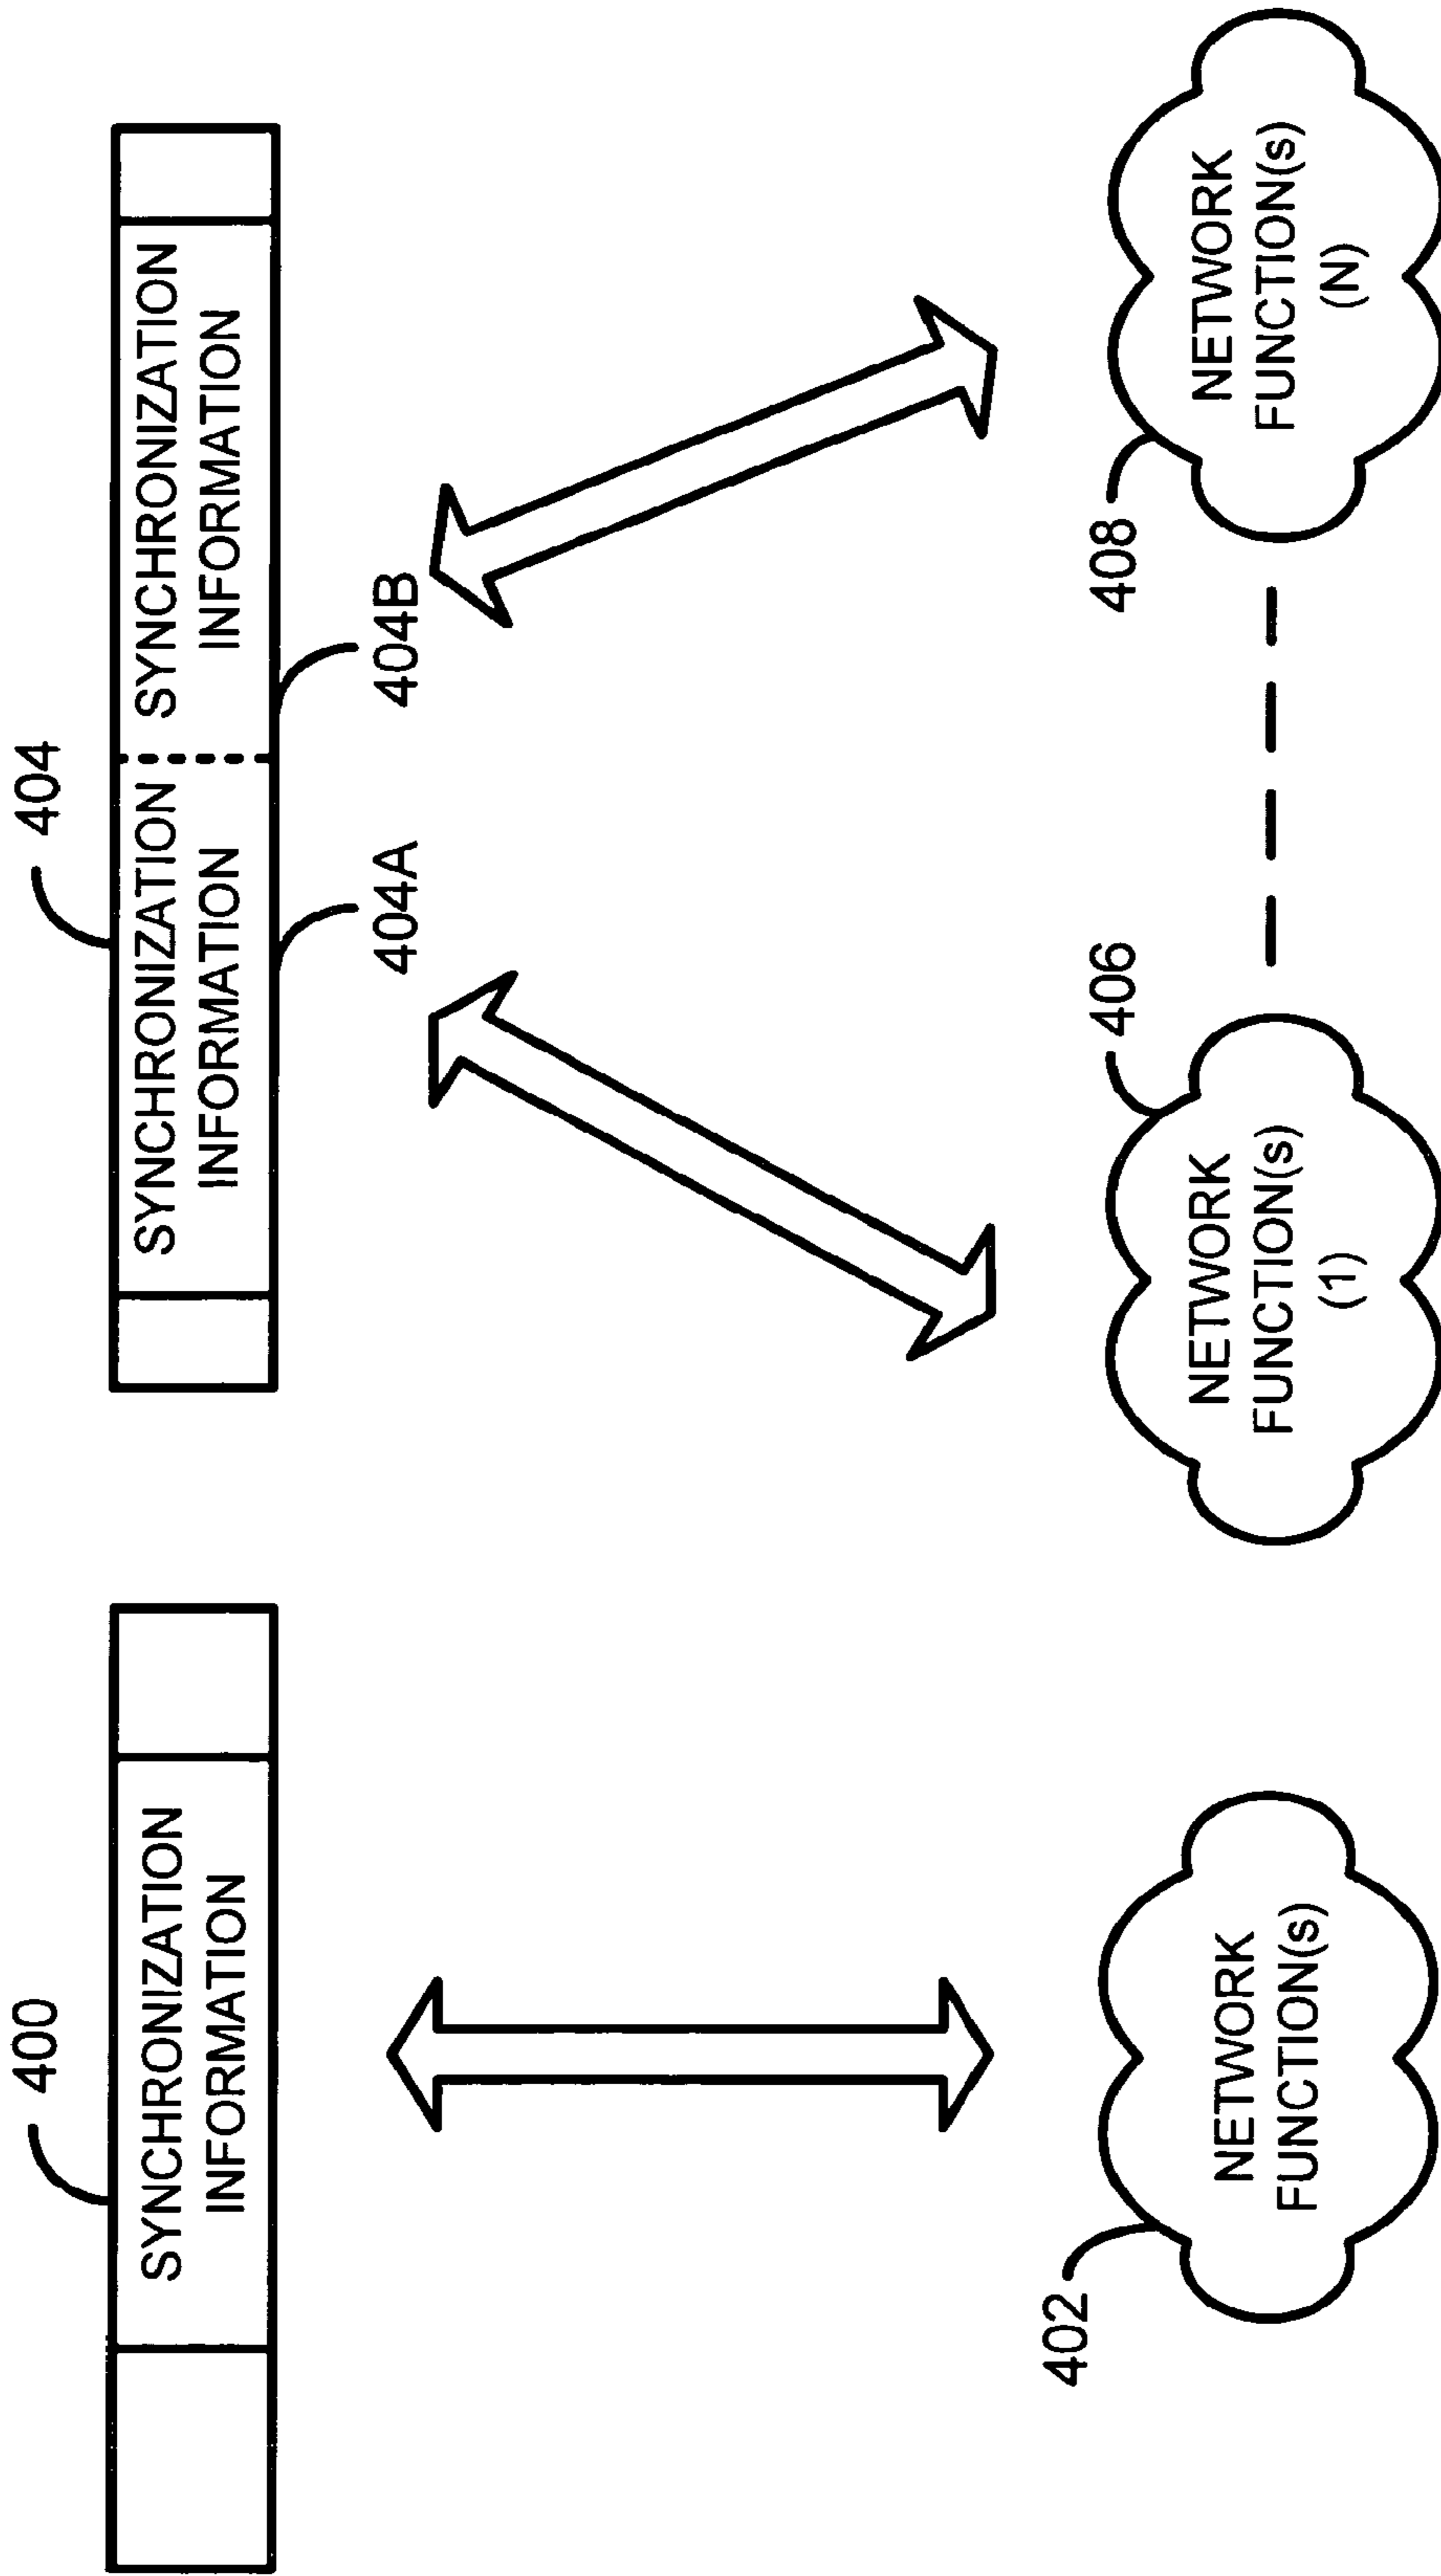 400
SYNCHRONIZATION
INFORMATION
402
NETWORK
FUNCTION(s)
404
SYNCHRONIZATION
INFORMATION
SYNCHRONIZATION
INFORMATION
404A
404B
406
NETWORK
FUNCTION(s)
(1)
408
NETWORK
FUNCTION(s)
(N)